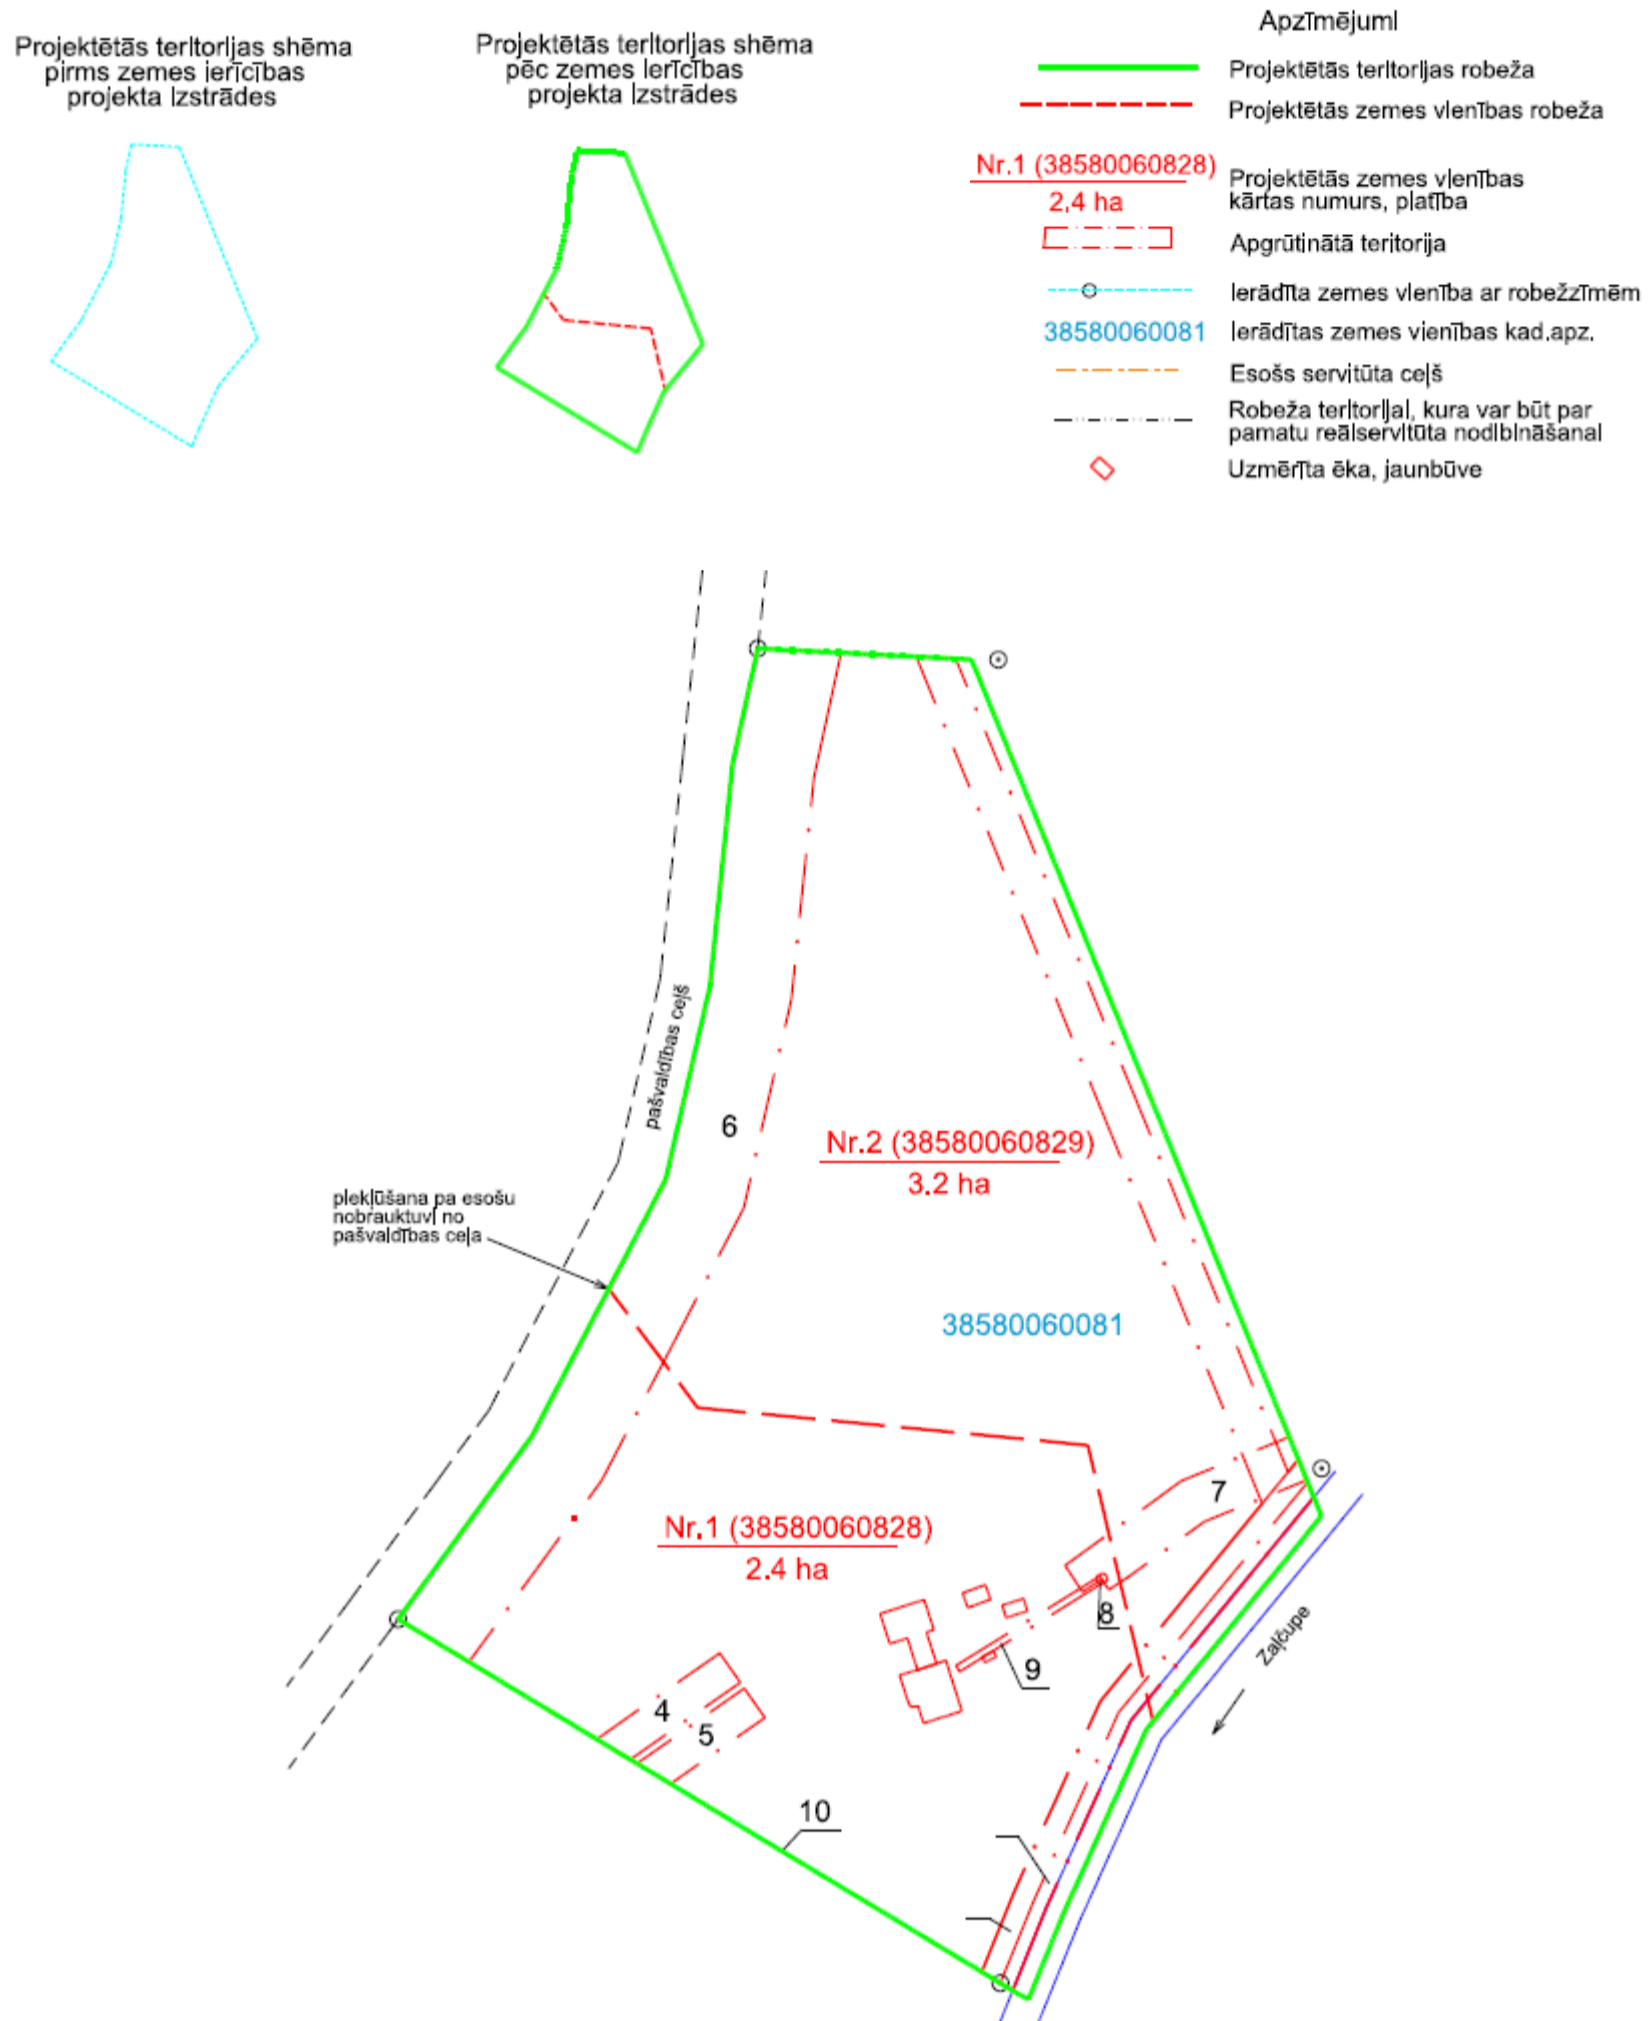 Projektētās teritorijas shēma
pirms zemes ierīcības
projekta izstrādes
Projektētās teritorijas shēma
pēc zemes ierīcības
projekta izstrādes
Apzīmējumi
Projektētās teritorijas robeža
Projektētās zemes vienības robeža
Nr.1 (38580060828)
2,4 ha
Projektētās zemes vienības
kārtas numurs, platība
Apgrūtinātā teritorija
Ierādīta zemes vienība ar robežzīmēm
38580060081
Ierādītas zemes vienības kad.apz.
Esošs servitūta ceļš
Robeža teritorijai, kura var būt par
pamatu reālservitūta nodibināšanai
Uzmērīta ēka, jaunbūve
pašvaldības ceļš
6
Nr.2 (38580060829)
3.2 ha
piekļūšana pa esošu
nobrauktuvi no
pašvaldības ceļa
38580060081
7
Nr.1 (38580060828)
2.4 ha
8
9
Zaļčupe
4
5
10